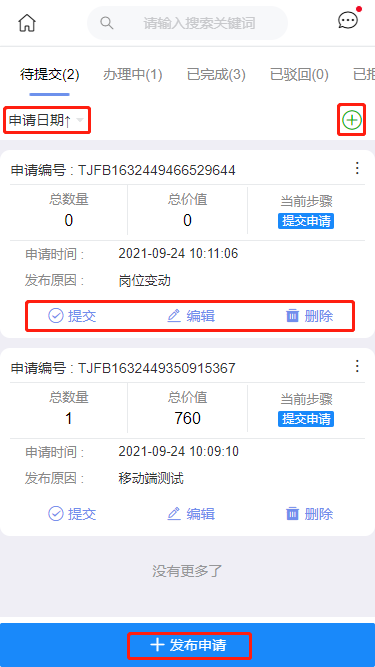 请输入搜索关键词
待提交(2) 办理中(1) 已完成(3) 已驳回(0)
申请日期↑
申请编号：TJFB1632449466529644
总数量 总价值 当前步骤
0 0 提交申请
申请时间： 2021-09-24 10:11:06
发布原因： 岗位变动
提交 编辑 删除
申请编号：TJFB1632449350915367
总数量 总价值 当前步骤
1 760 提交申请
申请时间： 2021-09-24 10:09:10
发布原因： 移动端测试
提交 编辑 删除
没有更多了
发布申请